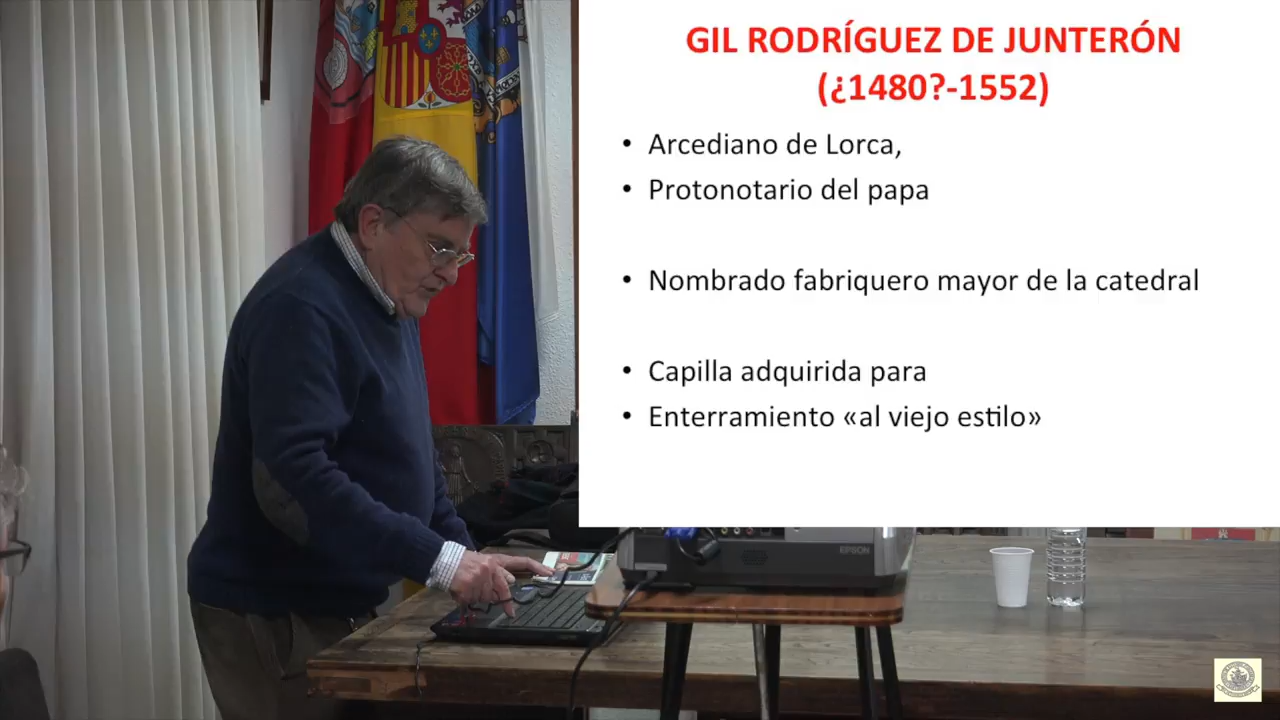 GIL RODRÍGUEZ DE JUNTERÓN
(¿1480?-1552)
• Arcediano de Lorca,
• Protonotario del papa
• Nombrado fabriquero mayor de la catedral
• Capilla adquirida para
• Enterramiento «al viejo estilo»
EPSON